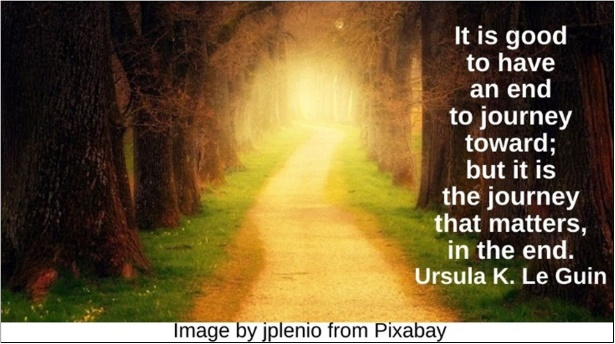 It is good
to have
an end
to journey
toward;
but it is
the journey
that matters,
in the end.
Ursula K. Le Guin
Image by jplenio from Pixabay